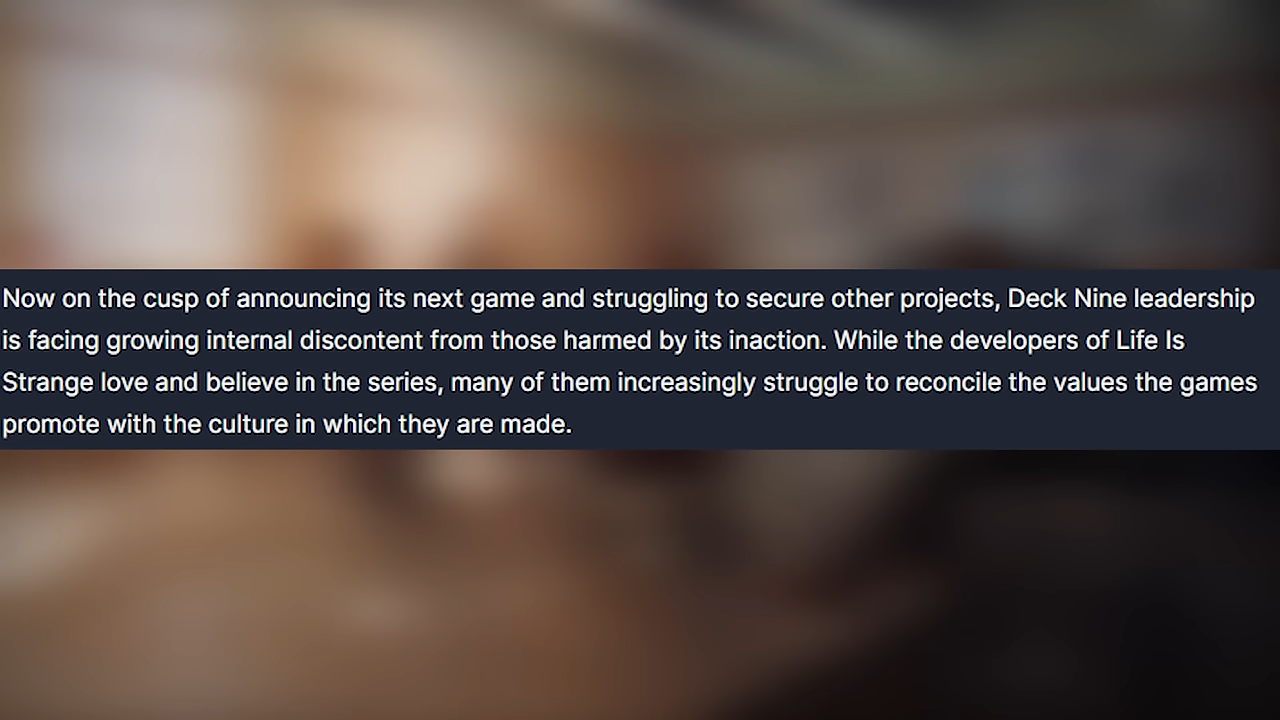 Now on the cusp of announcing its next game and struggling to secure other projects, Deck Nine leadership
is facing growing internal discontent from those harmed by its inaction. While the developers of Life Is
Strange love and believe in the series, many of them increasingly struggle to reconcile the values the games
promote with the culture in which they are made.